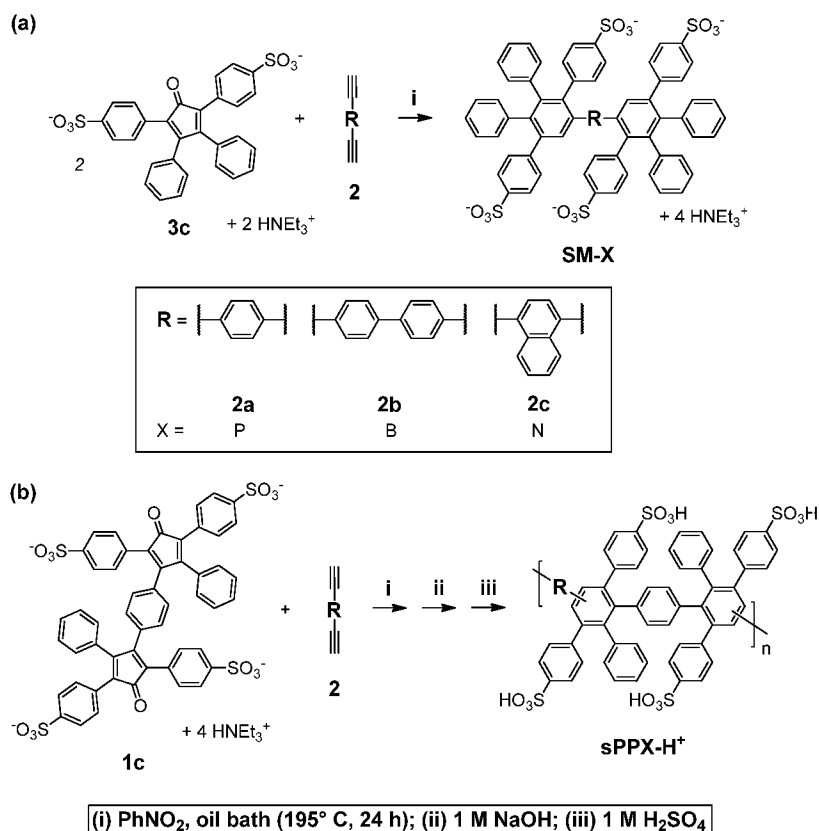 (a)
SO₃⁻
O
⁻O₃S
2
3c
+ 2 HNEt₃⁺
+
R
2
i
SO₃⁻ SO₃⁻
R
⁻O₃S ⁻O₃S
+ 4 HNEt₃⁺
SM-X
R =
2a 2b 2c
X = P B N
(b)
SO₃⁻
O
⁻O₃S
SO₃⁻
⁻O₃S
O
+ 4 HNEt₃⁺
1c
+
R
2
i ii iii
SO₃H SO₃H
R
n
HO₃S HO₃S
sPPX-H⁺
(i) PhNO₂, oil bath (195° C, 24 h); (ii) 1 M NaOH; (iii) 1 M H₂SO₄